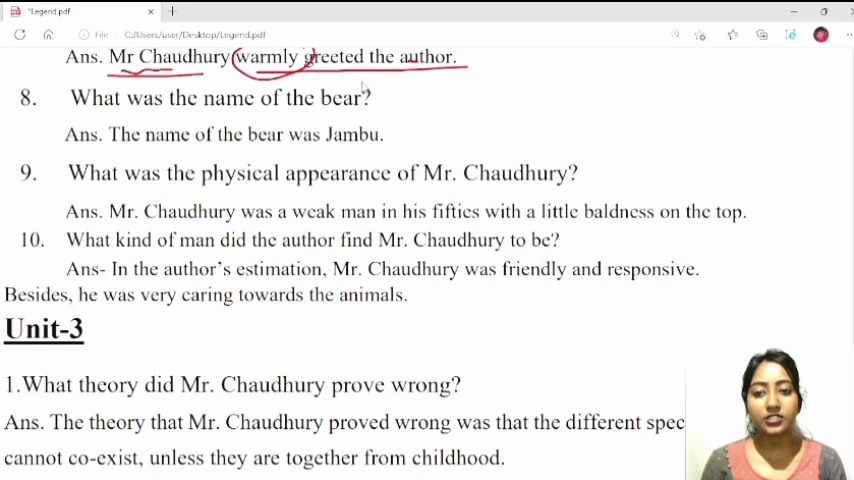 *Legend.pdf
File
C:/Users/user/Desktop/Legend.pdf
Ans. Mr Chaudhury warmly greeted the author.
8. What was the name of the bear?
Ans. The name of the bear was Jambu.
9. What was the physical appearance of Mr. Chaudhury?
Ans. Mr. Chaudhury was a weak man in his fifties with a little baldness on the top.
10. What kind of man did the author find Mr. Chaudhury to be?
Ans- In the author's estimation, Mr. Chaudhury was friendly and responsive.
Besides, he was very caring towards the animals.
Unit-3
1.What theory did Mr. Chaudhury prove wrong?
Ans. The theory that Mr. Chaudhury proved wrong was that the different spec
cannot co-exist, unless they are together from childhood.